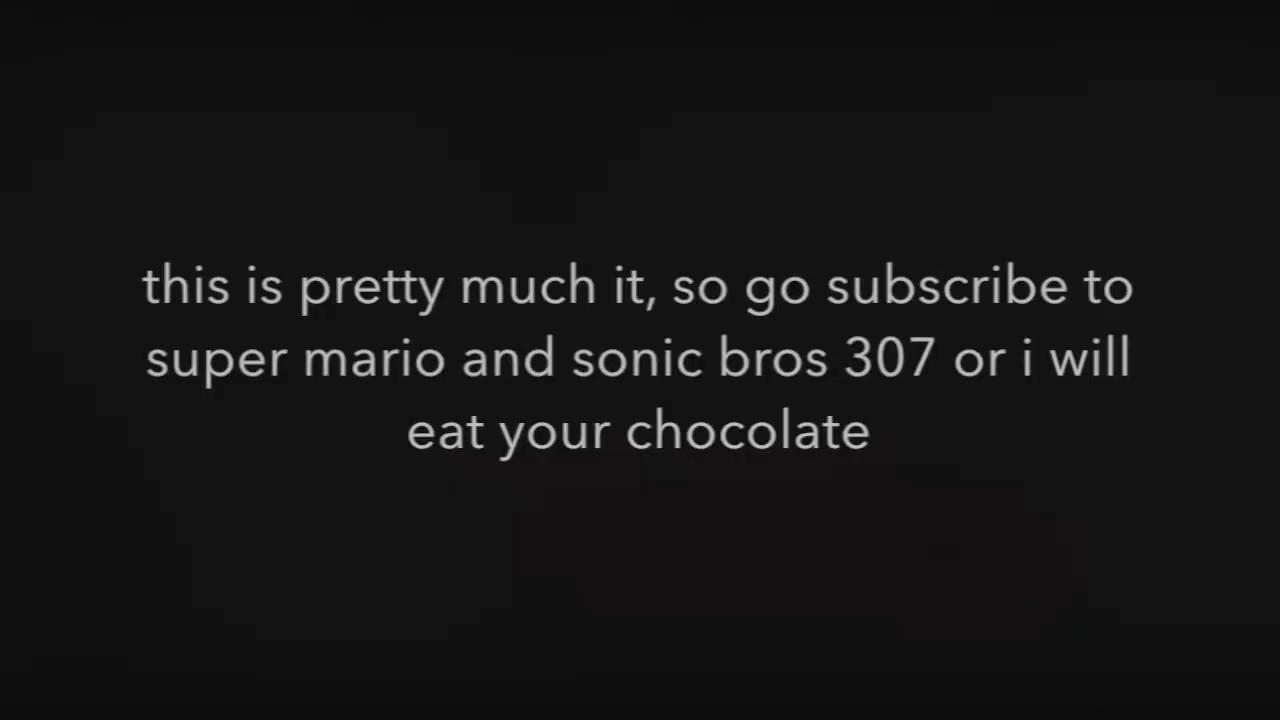 this is pretty much it, so go subscribe to
super mario and sonic bros 307 or i will
eat your chocolate